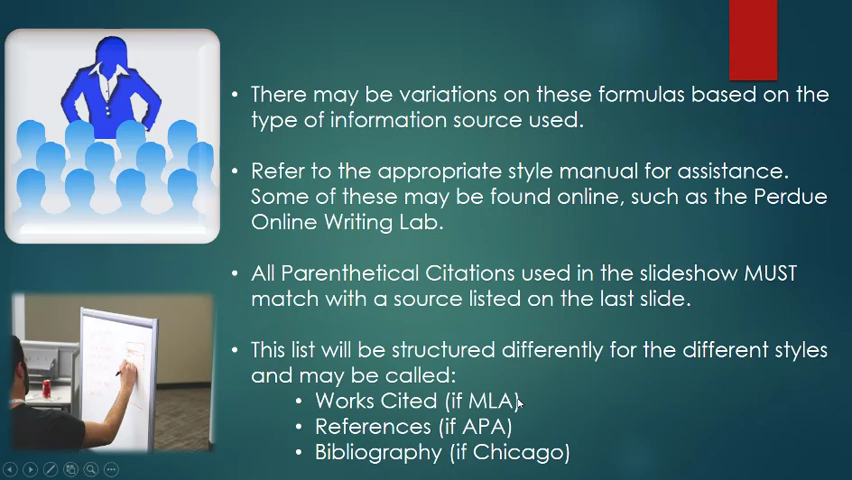 • There may be variations on these formulas based on the
type of information source used.
• Refer to the appropriate style manual for assistance.
Some of these may be found online, such as the Perdue
Online Writing Lab.
• All Parenthetical Citations used in the slideshow MUST
match with a source listed on the last slide.
• This list will be structured differently for the different styles
and may be called:
• Works Cited (if MLA)
• References (if APA)
• Bibliography (if Chicago)